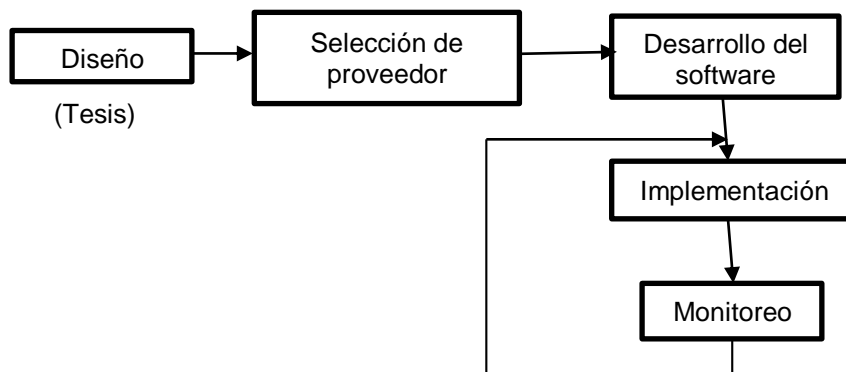 Diseño
(Tesis)
Selección de
proveedor
Desarrollo del
software
Implementación
Monitoreo